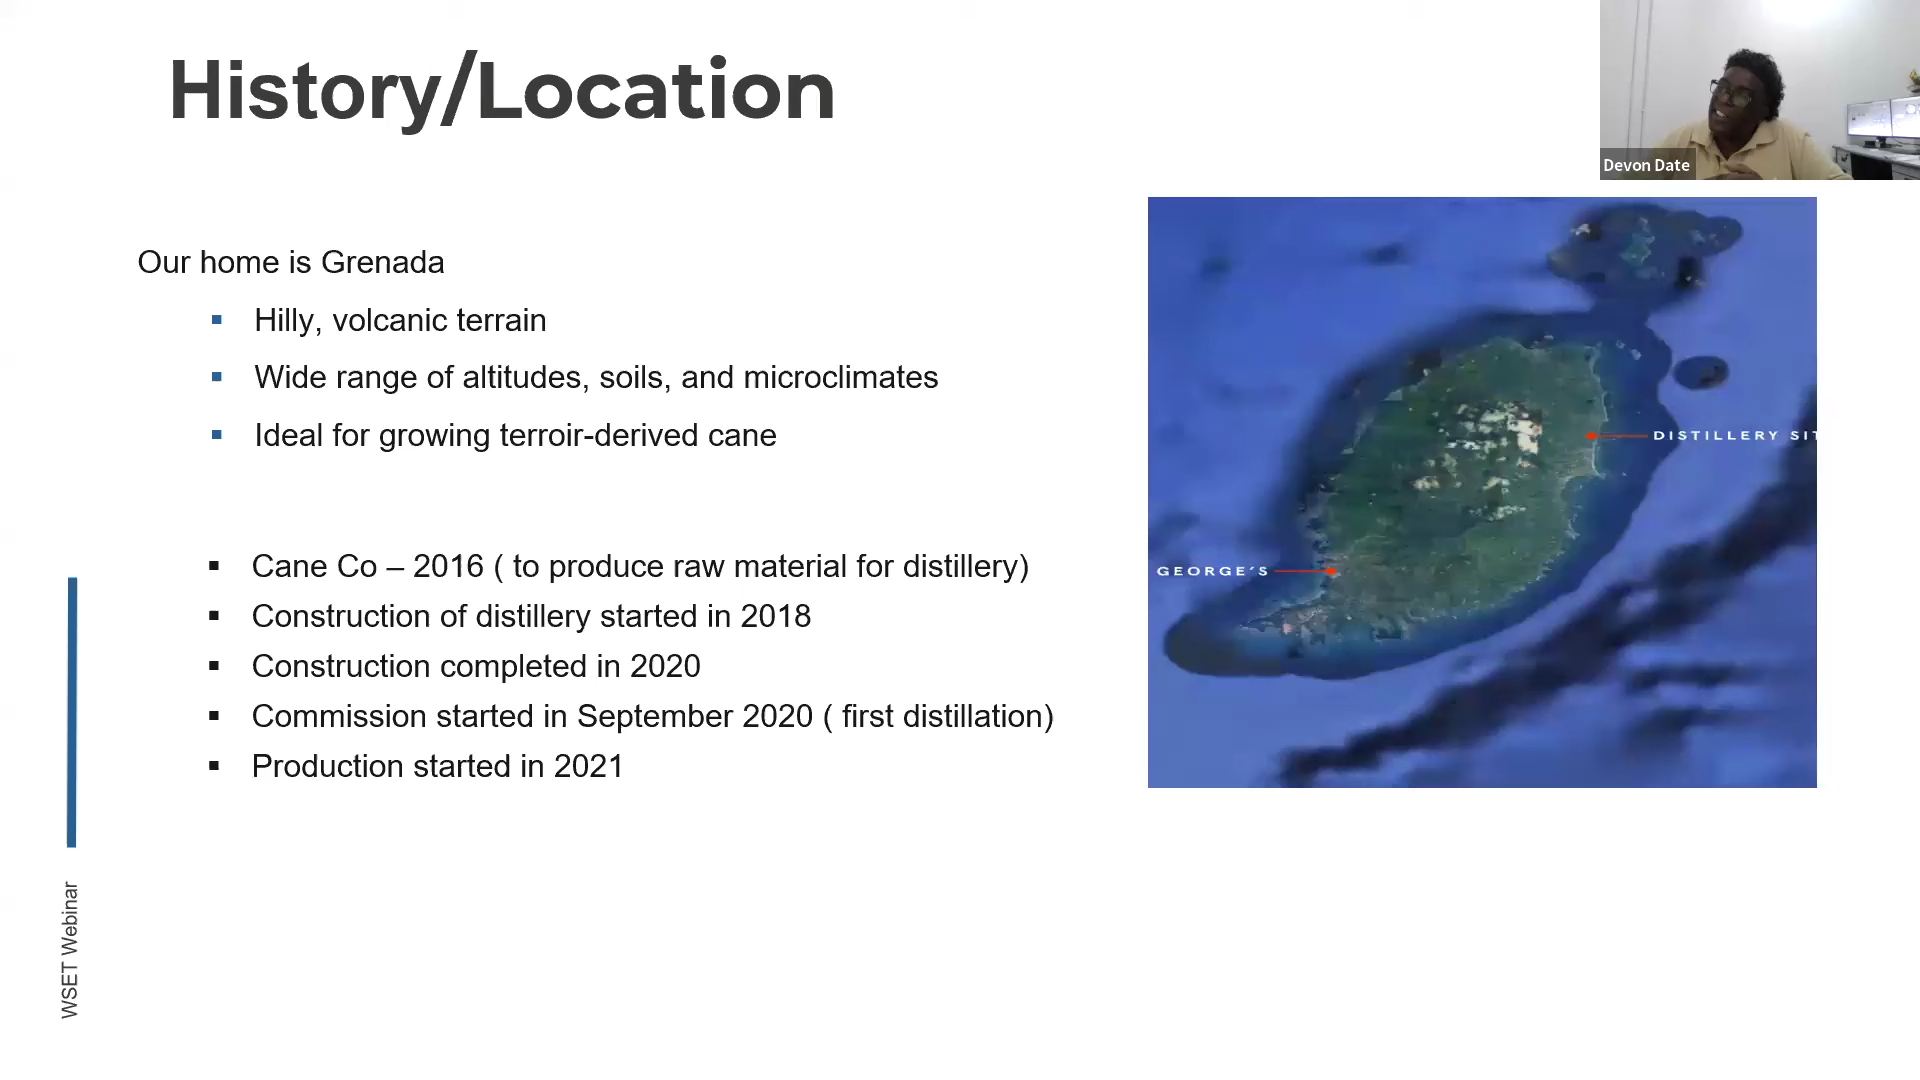 History/Location
Devon Date
Our home is Grenada
▪ Hilly, volcanic terrain
▪ Wide range of altitudes, soils, and microclimates
▪ Ideal for growing terroir-derived cane
▪ Cane Co – 2016 ( to produce raw material for distillery)
▪ Construction of distillery started in 2018
▪ Construction completed in 2020
▪ Commission started in September 2020 ( first distillation)
▪ Production started in 2021
DISTILLERY SIT
GEORGE'S
WSET Webinar